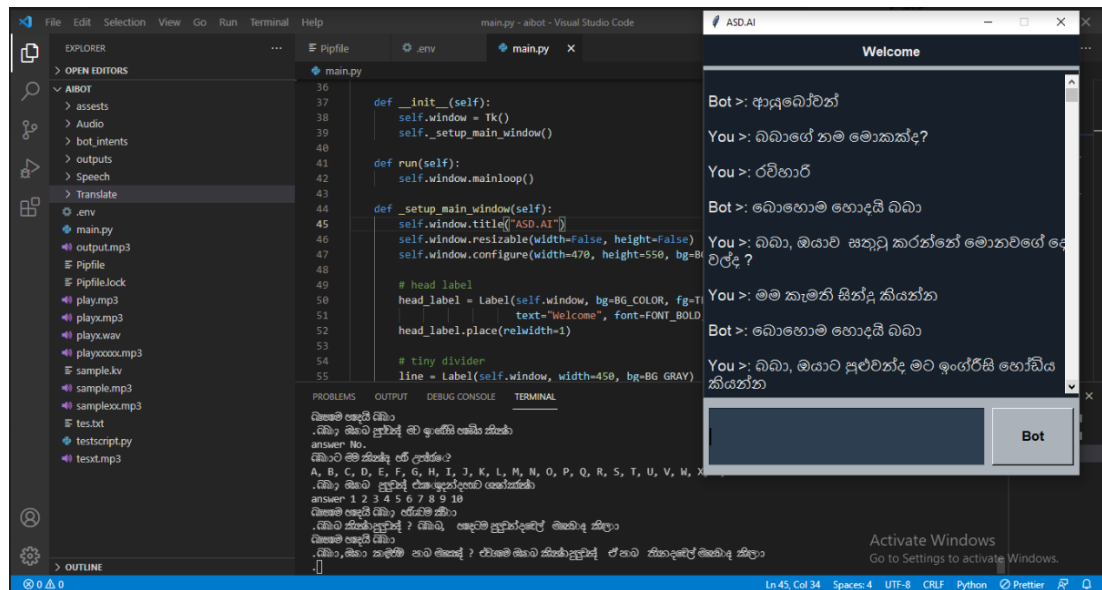 File Edit Selection View Go Run Terminal Help
main.py - aibot - Visual Studio Code
EXPLORER
OPEN EDITORS
AIBOT
assests
Audio
bot_intents
outputs
Speech
Translate
.env
main.py
output.mp3
Pipfile
Pipfile.lock
play.mp3
playx.mp3
playx.wav
playxxxxx.mp3
sample.kv
sample.mp3
samplexx.mp3
tes.txt
testscript.py
tesxt.mp3
OUTLINE
Pipfile .env main.py
main.py
36
37 def __init__(self):
38 self.window = Tk()
39 self._setup_main_window()
40
41 def run(self):
42 self.window.mainloop()
43
44 def _setup_main_window(self):
45 self.window.title("ASD.AI")
46 self.window.resizable(width=False, height=False)
47 self.window.configure(width=470, height=550, bg=B
48
49 # head label
50 head_label = Label(self.window, bg=BG_COLOR, fg=T
51 text="Welcome", font=FONT_BOLD
52 head_label.place(relwidth=1)
53
54 # tiny divider
55 line = Label(self.window, width=450, bg=BG_GRAY)
PROBLEMS OUTPUT DEBUG CONSOLE TERMINAL
answer No.
A, B, C, D, E, F, G, H, I, J, K, L, M, N, O, P, Q, R, S, T, U, V, W, X
answer 1 2 3 4 5 6 7 8 9 10
ASD.AI
Welcome
Bot >: ආයුබෝවන්
You >: බබාගේ නම මොකක්ද?
You >: රවිහාරි
Bot >: බොහොම හොදයි බබා
You >: බබා, ඔයාව සතුටු කරන්නේ මොනවගේ දෙ
වල්ද ?
You >: මම කැමති සින්දු කියන්න
Bot >: බොහොම හොදයි බබා
You >: බබා, ඔයාට පුළුවන්ද මට ඉංග්රීසි හෝඩිය
කියන්න
Bot
Activate Windows
Go to Settings to activate Windows.
0 0
Ln 45, Col 34 Spaces: 4 UTF-8 CRLF Python Prettier